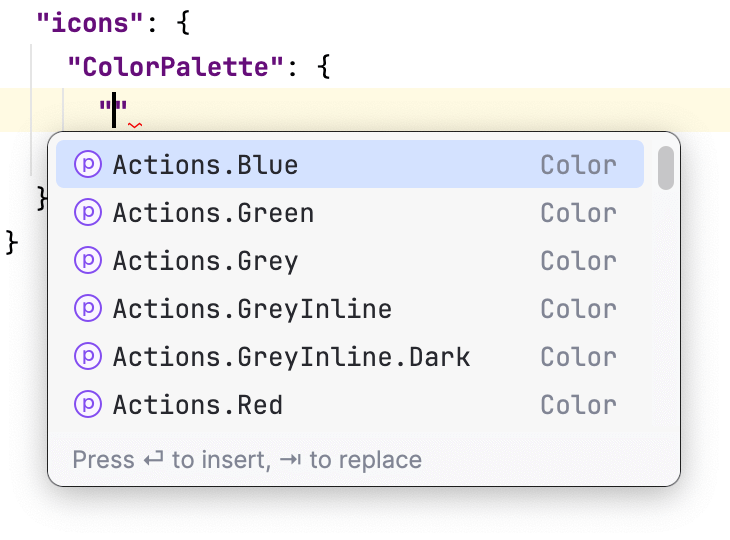 "icons": {
"ColorPalette": {
""
p Actions.Blue Color
p Actions.Green Color
p Actions.Grey Color
p Actions.GreyInline Color
p Actions.GreyInline.Dark Color
p Actions.Red Color
Press ↵ to insert, ⇥ to replace
}
}